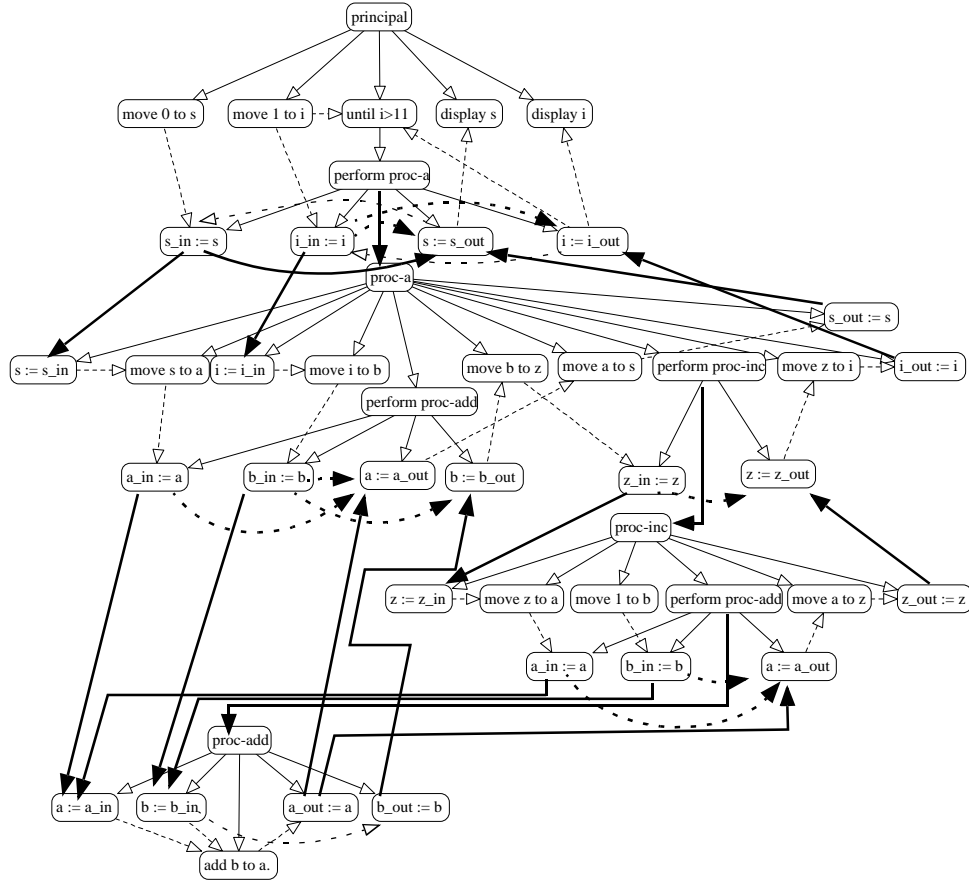 principal
move 0 to s
move 1 to i
until i>11
display s
display i
perform proc-a
s_in := s
i_in := i
s := s_out
i := i_out
proc-a
s_out := s
s := s_in
move s to a
i := i_in
move i to b
move b to z
move a to s
perform proc-inc
move z to i
i_out := i
perform proc-add
a_in := a
b_in := b
a := a_out
b := b_out
z_in := z
z := z_out
proc-inc
z := z_in
move z to a
move 1 to b
perform proc-add
move a to z
z_out := z
a_in := a
b_in := b
a := a_out
proc-add
a := a_in
b := b_in
a_out := a
b_out := b
add b to a.